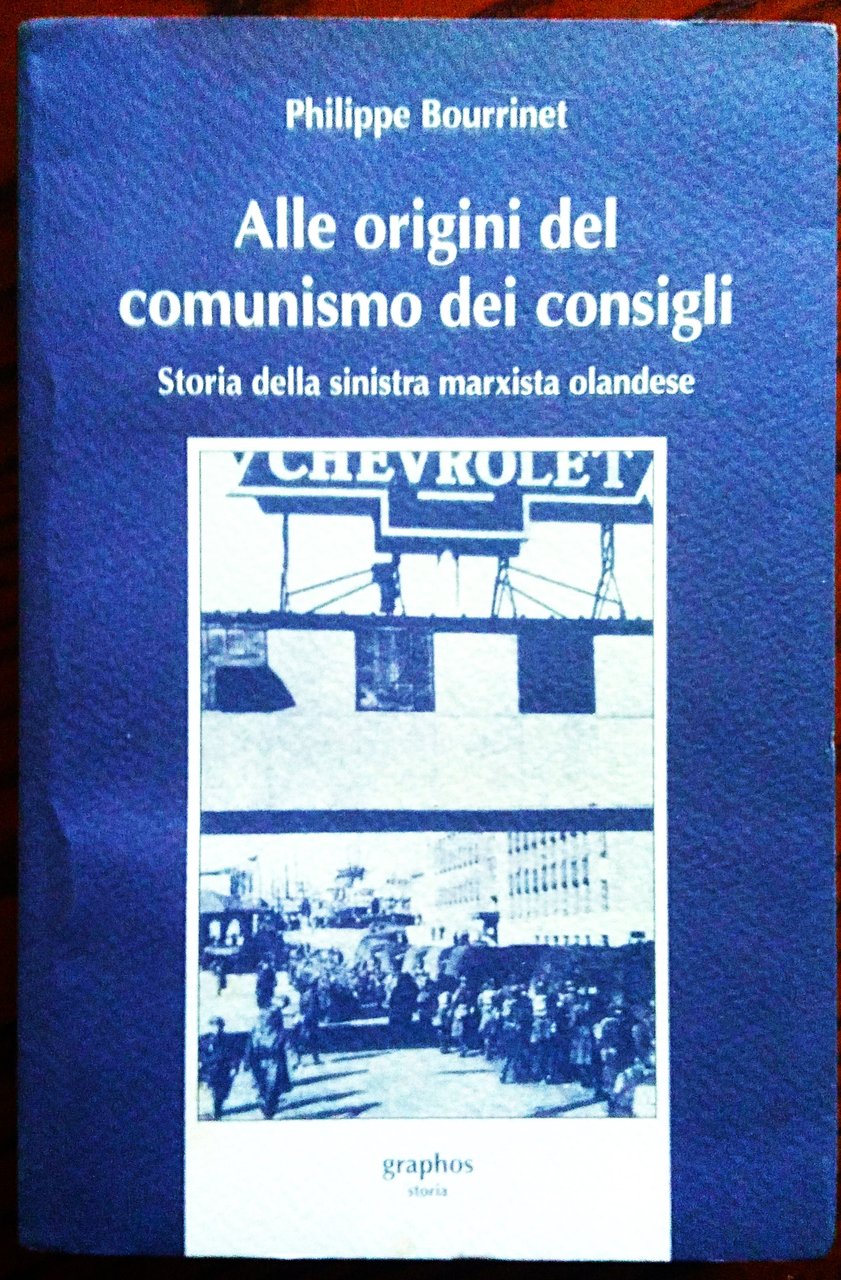 Philippe Bourrinet
Alle origini del
comunismo dei consigli
Storia della sinistra marxista olandese
CHEVROLET
graphos
storia